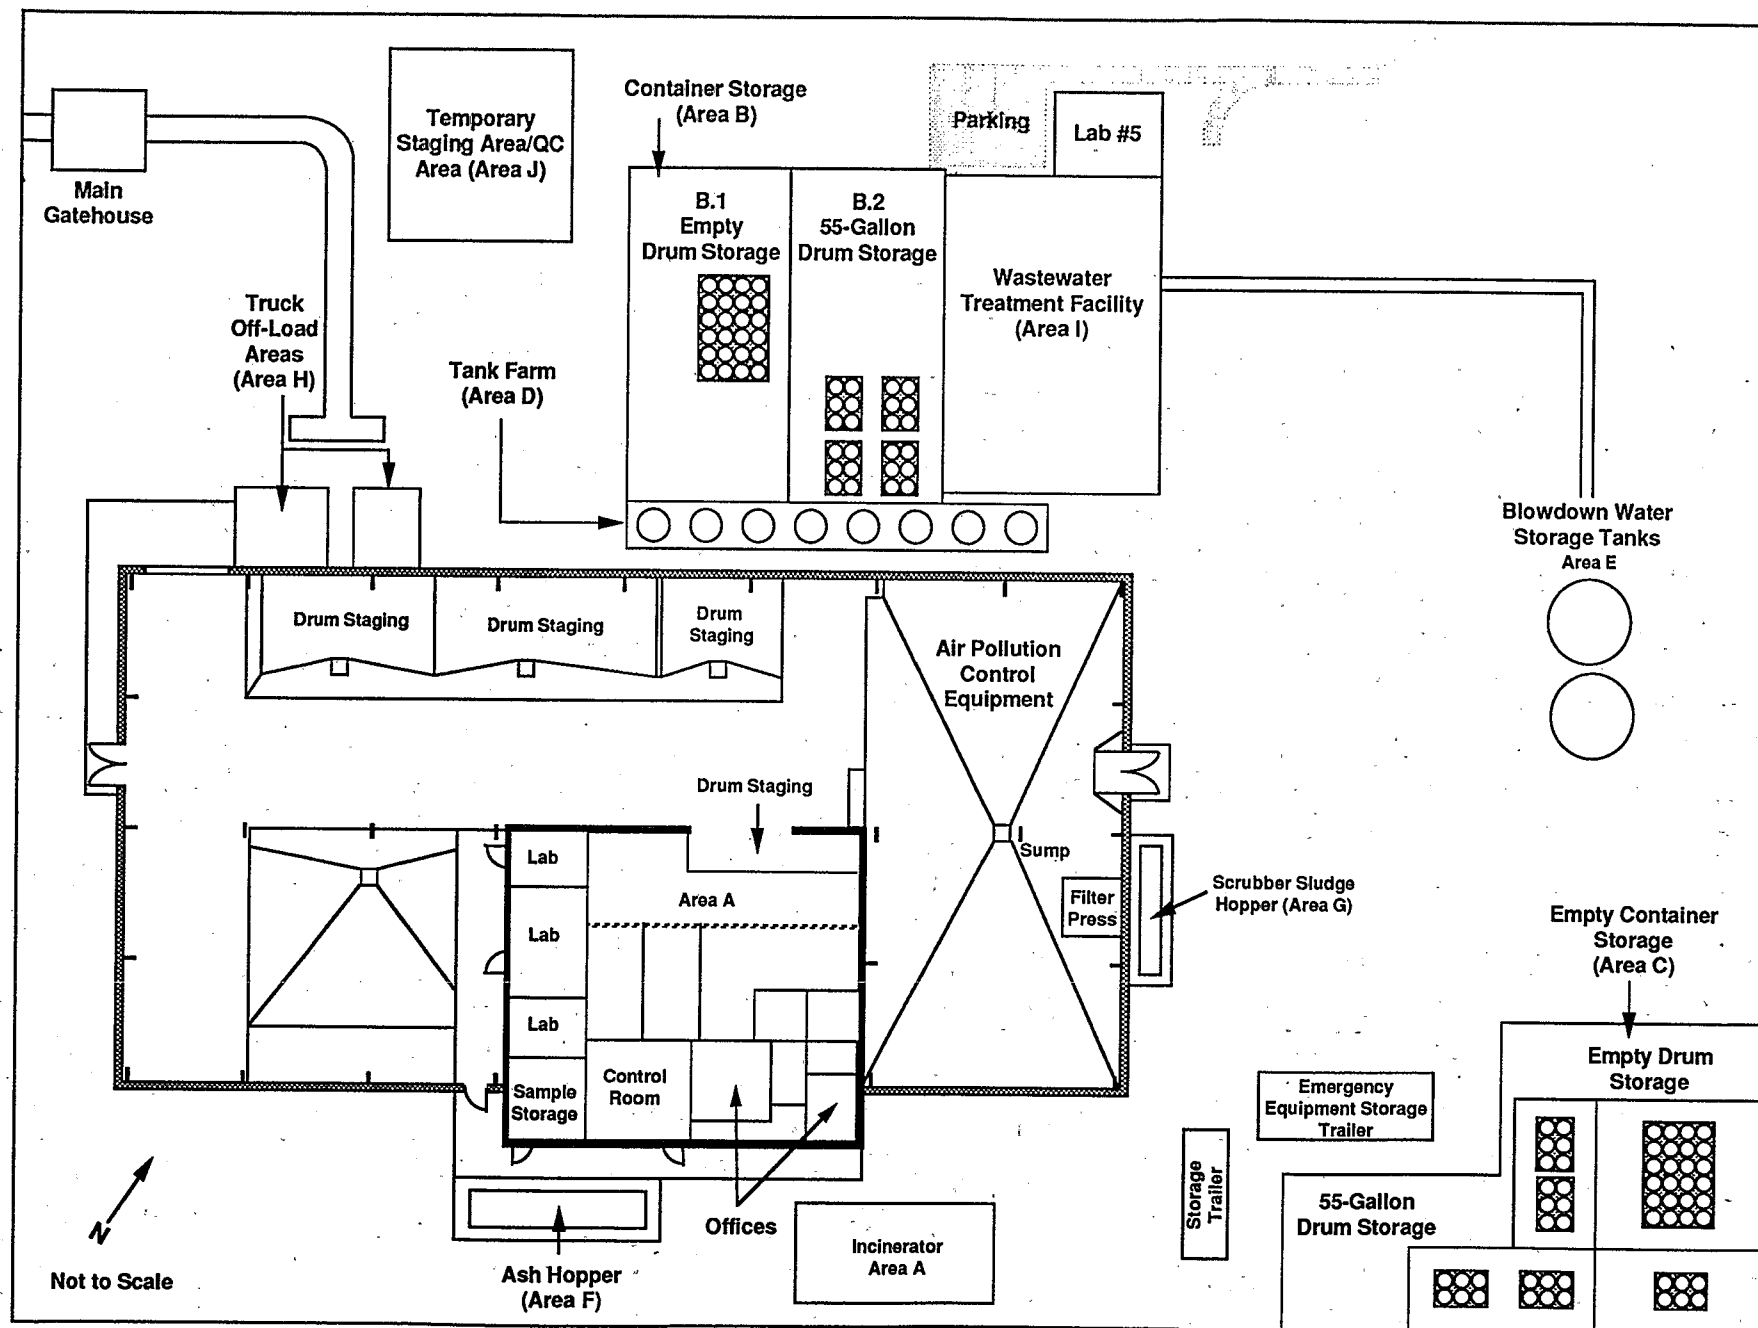 Main
Gatehouse
Temporary
Staging Area/QC
Area (Area J)
Container Storage
(Area B)
Parking
Lab #5
B.1
Empty
Drum Storage
B.2
55-Gallon
Drum Storage
Wastewater
Treatment Facility
(Area I)
Truck
Off-Load
Areas
(Area H)
Tank Farm
(Area D)
Blowdown Water
Storage Tanks
Area E
Drum Staging
Drum Staging
Drum
Staging
Air Pollution
Control
Equipment
Drum Staging
Sump
Lab
Area A
Filter
Press
Scrubber Sludge
Hopper (Area G)
Empty Container
Storage
(Area C)
Lab
Lab
Sample
Storage
Control
Room
Empty Drum
Storage
Emergency
Equipment Storage
Trailer
Storage
Trailer
55-Gallon
Drum Storage
Offices
Incinerator
Area A
Ash Hopper
(Area F)
N
Not to Scale